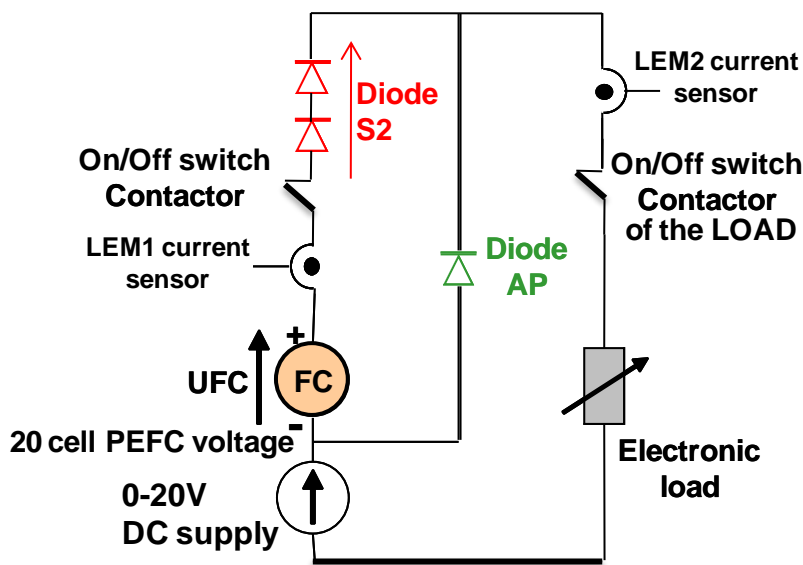 LEM2 current
sensor
Diode
S2
On/Off switch
Contactor
On/Off switch
Contactor
of the LOAD
LEM1 current
sensor
Diode
AP
+
UFC
FC
-
20 cell PEFC voltage
Electronic
load
0-20V
DC supply